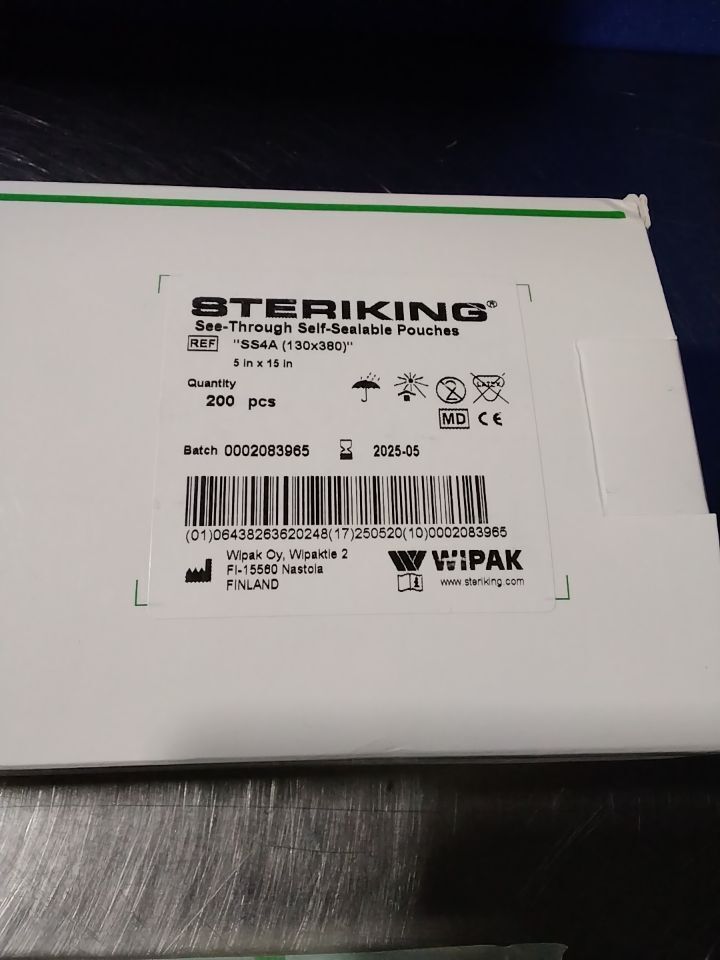 STERIKING®
See-Through Self-Sealable Pouches
REF "SS4A (130x380)"
5 in x 15 in
Quantity
200 pcs
2 LATEX
MD CE
Batch 0002083965 2025-05
(01)06438263620248(17)250520(10)0002083965
Wipak Oy, Wipaktie 2
FI-15560 Nastola
FINLAND
W WIPAK
i www.steriking.com